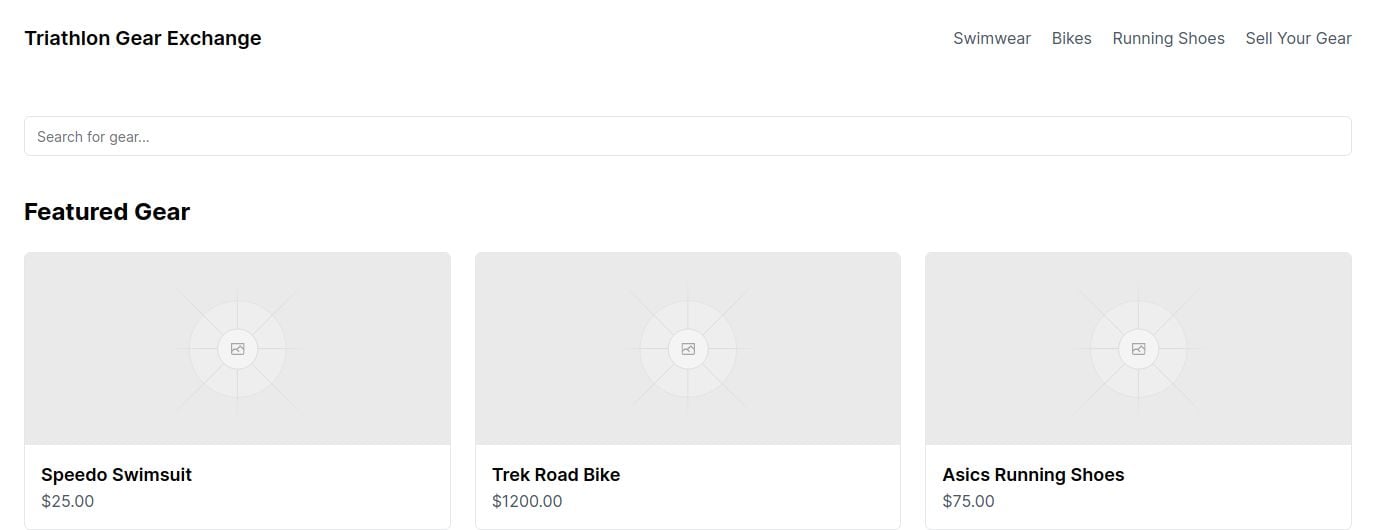 Triathlon Gear Exchange
Swimwear Bikes Running Shoes Sell Your Gear
Search for gear...
Featured Gear
Speedo Swimsuit
$25.00
Trek Road Bike
$1200.00
Asics Running Shoes
$75.00